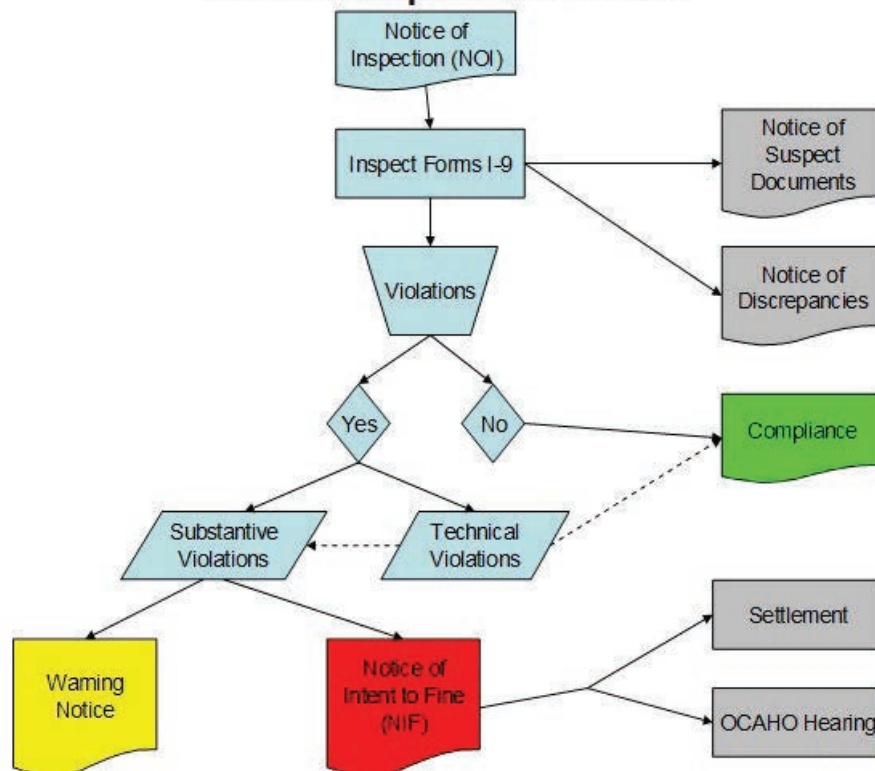 Notice of
Inspection (NOI)
Inspect Forms I-9
Notice of
Suspect
Documents
Violations
Notice of
Discrepancies
Yes
No
Compliance
Substantive
Violations
Technical
Violations
Settlement
Warning
Notice
Notice of
Intent to Fine
(NIF)
OCAHO Hearing